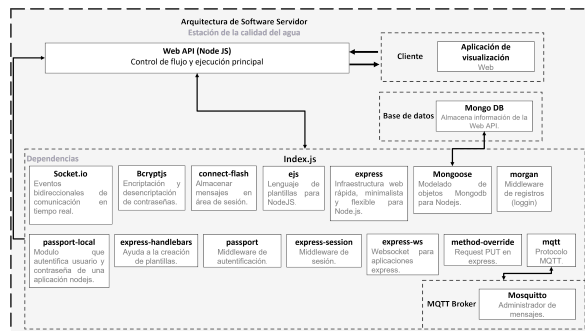 Arquitectura de Software Servidor
Estación de la calidad del agua
Web API (Node JS)
Control de flujo y ejecución principal
Cliente
Aplicación de
visualización
Web
Base de datos
Mongo DB
Almacena información de la
Web API.
Index.js
Dependencias
Socket.io
Eventos
bidireccionales de
comunicación en
tiempo real.
Bcryptjs
Encriptación y
desencriptación de
contraseñas.
connect-flash
Almacenar
mensajes en
área de sesión.
ejs
Lenguaje de
plantillas para
NodeJS.
express
Infraestructura web
rápida, minimalista
y flexible para
Node.js.
Mongoose
Modelado de
objetos Mongodb
para Nodejs.
morgan
Middleware
de registros
(loggin)
passport-local
Modulo que
autentifica usuario y
contraseña de una
aplicación nodejs.
express-handlebars
Ayuda a la creación
de plantillas.
passport
Middleware de
autentificación.
express-session
Middleware de
sesión.
express-ws
Websocket para
aplicaciones
express.
method-override
Request PUT en
express.
mqtt
Protocolo
MQTT.
MQTT Broker
Mosquitto
Administrador de
mensajes.